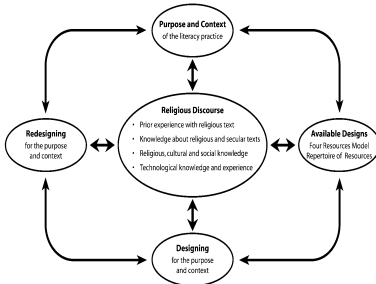 Purpose and Context
of the literacy practice
Religious Discourse
• Prior experience with religious text
• Knowledge about religious and secular texts
• Religious, cultural and social knowledge
• Technological knowledge and experience
Redesigning
for the purpose
and context
Available Designs
Four Resources Model
Repertoire of Resources
Designing
for the purpose
and context